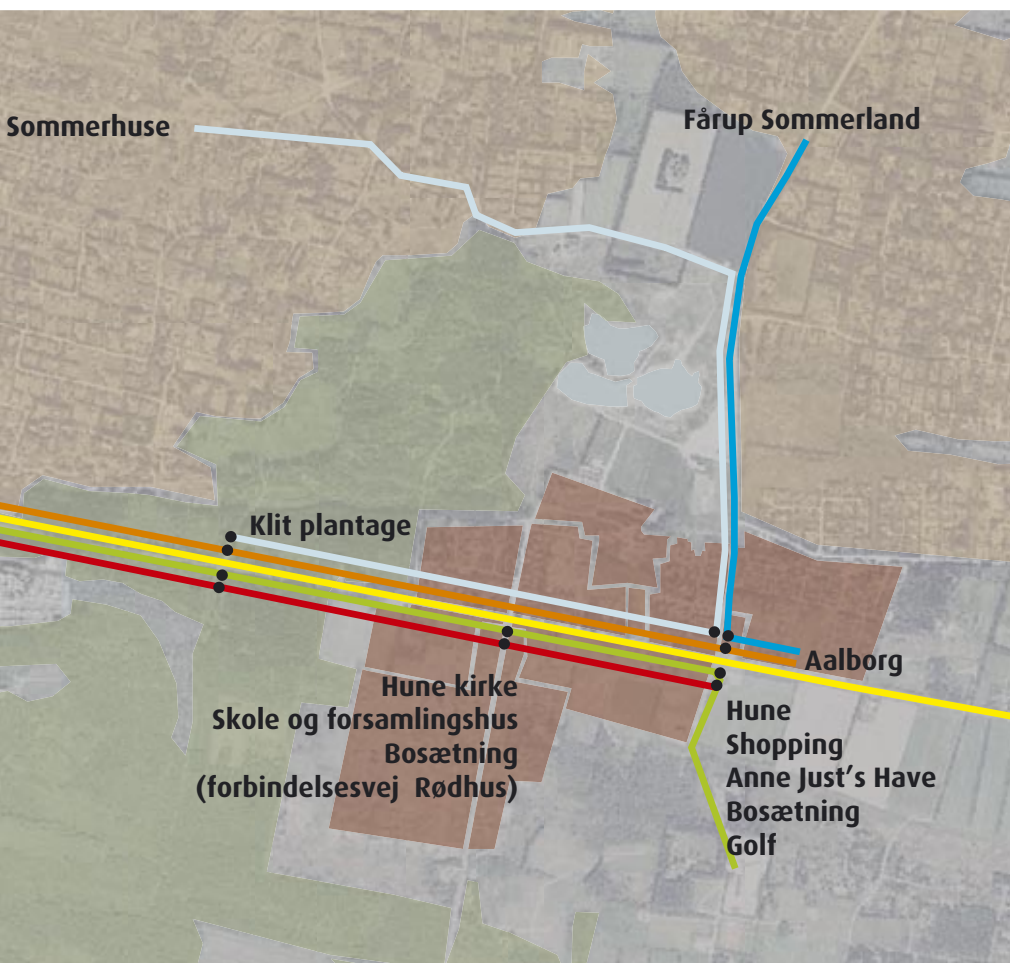 Sommerhuse
Fårup Sommerland
Klit plantage
Aalborg
Hune kirke
Skole og forsamlingshus
Bosætning
(forbindelsesvej Rødhus)
Hune
Shopping
Anne Just's Have
Bosætning
Golf